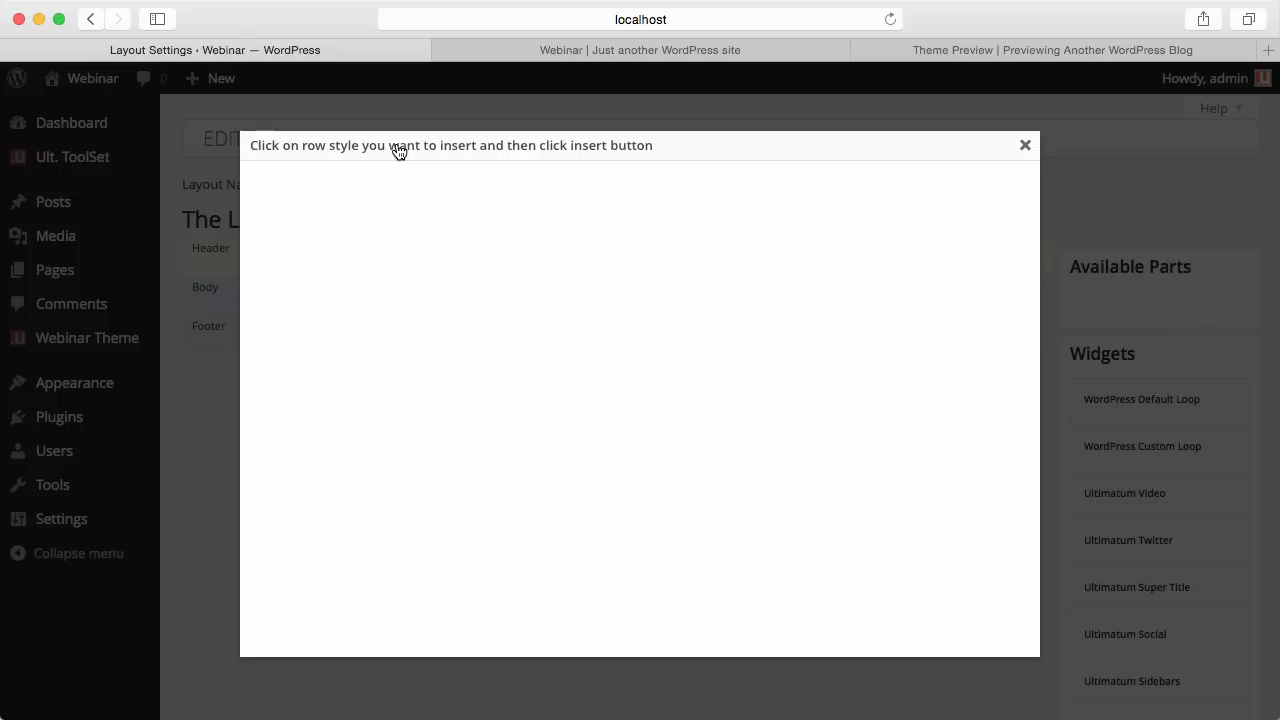 localhost
Layout Settings ‹ Webinar — WordPress
Webinar | Just another WordPress site
Theme Preview | Previewing Another WordPress Blog
Webinar
0
New
Howdy, admin
Help
EDIT
Click on row style you want to insert and then click insert button
Dashboard
Ult. ToolSet
Posts
Media
Pages
Comments
Webinar Theme
Appearance
Plugins
Users
Tools
Settings
Collapse menu
Layout Na
The L
Header
Body
Footer
Available Parts
Widgets
WordPress Default Loop
WordPress Custom Loop
Ultimatum Video
Ultimatum Twitter
Ultimatum Super Title
Ultimatum Social
Ultimatum Sidebars